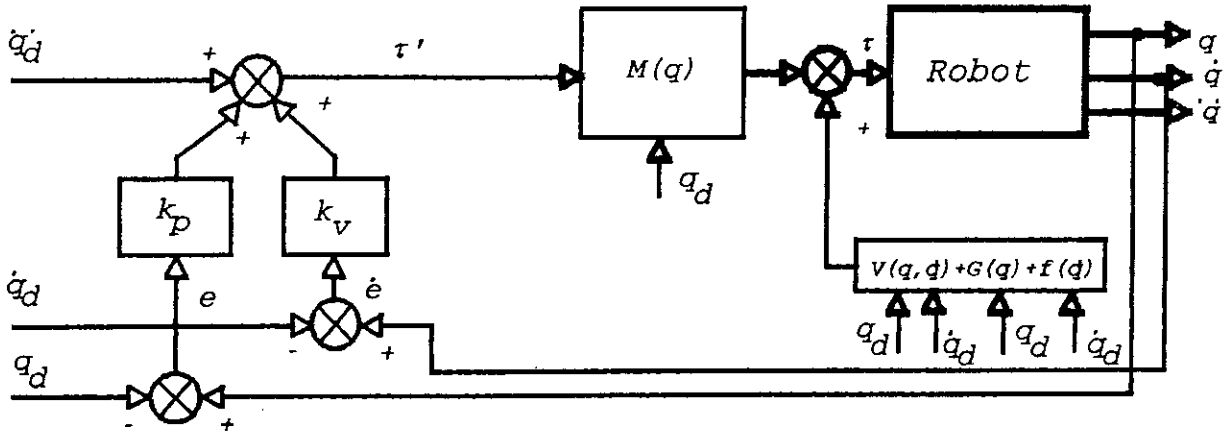 q̈d + τ' M(q) τ Robot q
q̇
q̈
+ + +
qd
kp kv
V(q,q̇)+G(q)+f(q̇)
q̇d e ė
- +
qd q̇d qd q̇d
qd
- +